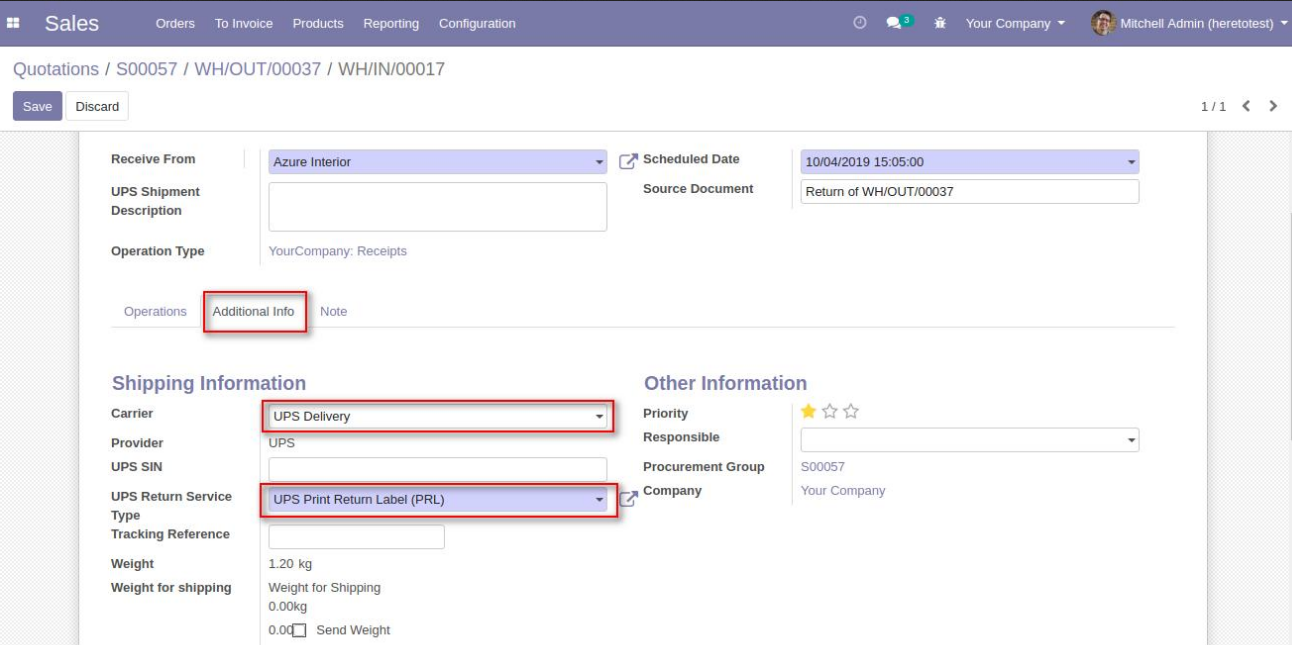 Sales Orders To Invoice Products Reporting Configuration 3 Your Company Mitchell Admin (heretotest)
Quotations / S00057 / WH/OUT/00037 / WH/IN/00017
Save Discard 1 / 1
Receive From Azure Interior
UPS Shipment
Description
Operation Type YourCompany: Receipts
Scheduled Date 10/04/2019 15:05:00
Source Document Return of WH/OUT/00037
Operations Additional Info Note
Shipping Information
Carrier UPS Delivery
Provider UPS
UPS SIN
UPS Return Service
Type UPS Print Return Label (PRL)
Tracking Reference
Weight 1.20 kg
Weight for shipping Weight for Shipping
0.00kg
0.00 Send Weight
Other Information
Priority
Responsible
Procurement Group S00057
Company Your Company